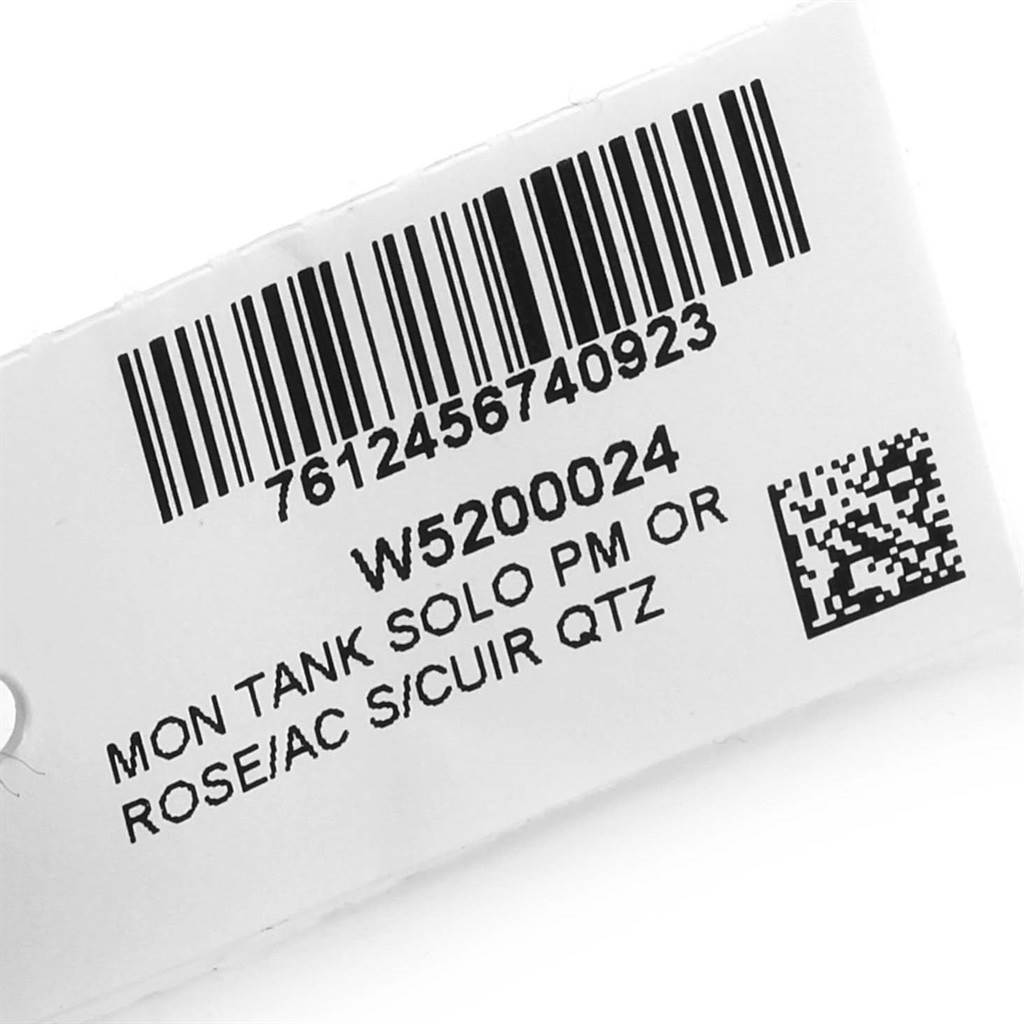 7612456740923
W5200024
MON TANK SOLO PM OR
ROSE/AC S/CUIR QTZ